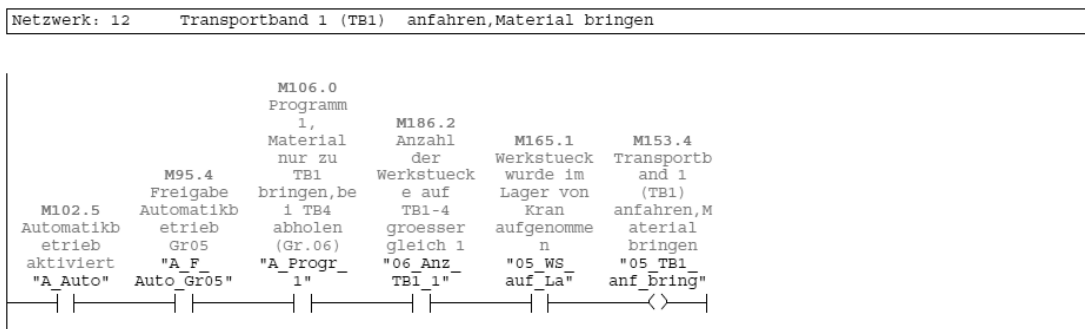 Netzwerk: 12 Transportband 1 (TB1) anfahren,Material bringen
M102.5
Automatikb
etrieb
aktiviert
"A_Auto"
M95.4
Freigabe
Automatikb
etrieb
Gr05
"A_F_
Auto_Gr05"
M106.0
Programm
1,
Material
nur zu
TB1
bringen,be
i TB4
abholen
(Gr.06)
"A_Progr_
1"
M186.2
Anzahl
der
Werkstueck
e auf
TB1-4
groesser
gleich 1
"06_Anz_
TB1_1"
M165.1
Werkstueck
wurde im
Lager von
Kran
aufgenomme
n
"05_WS_
auf_La"
M153.4
Transportb
and 1
(TB1)
anfahren,M
aterial
bringen
"05_TB1_
anf_bring"